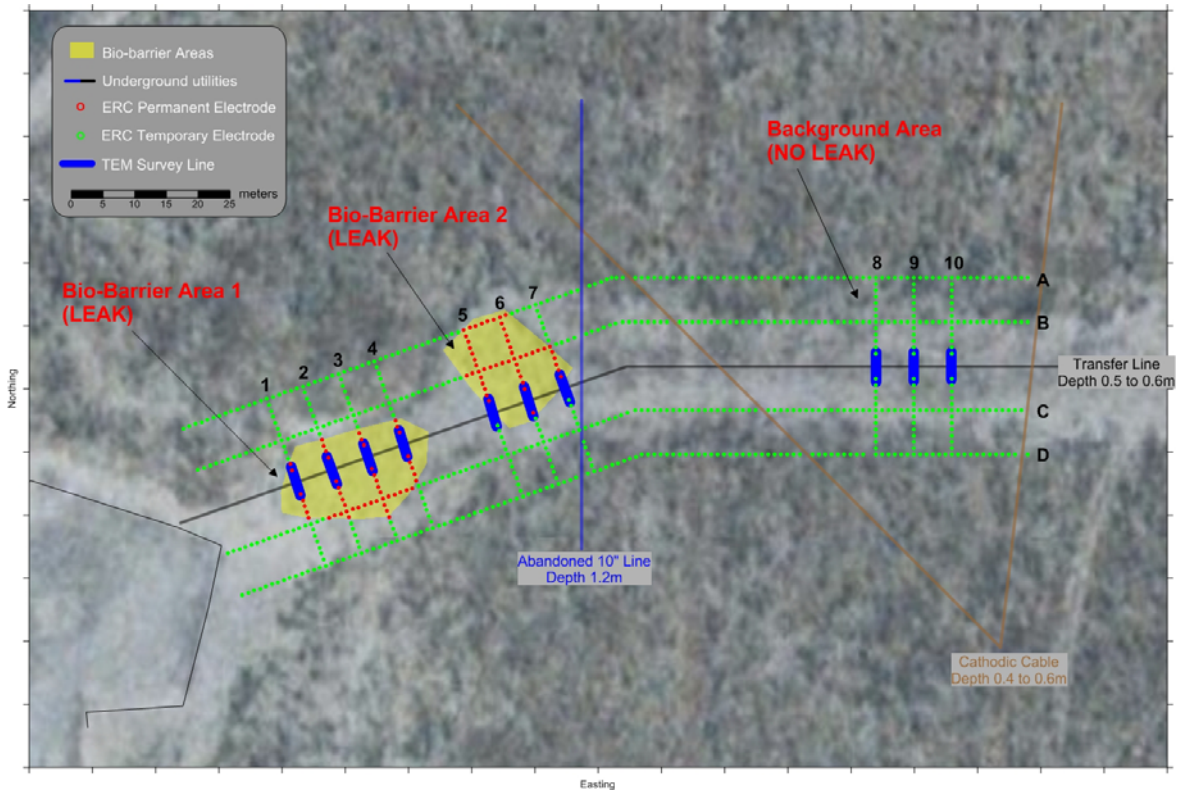 Bio-barrier Areas
Underground utilities
ERC Permanent Electrode
ERC Temporary Electrode
TEM Survey Line
meters
0 5 10 15 20 25
Background Area
(NO LEAK)
Bio-Barrier Area 2
(LEAK)
Bio-Barrier Area 1
(LEAK)
8 9 10
A
B
C
D
5 6 7
1 2 3 4
Transfer Line
Depth 0.5 to 0.6m
Abandoned 10" Line
Depth 1.2m
Cathodic Cable
Depth 0.4 to 0.6m
Northing
Easting